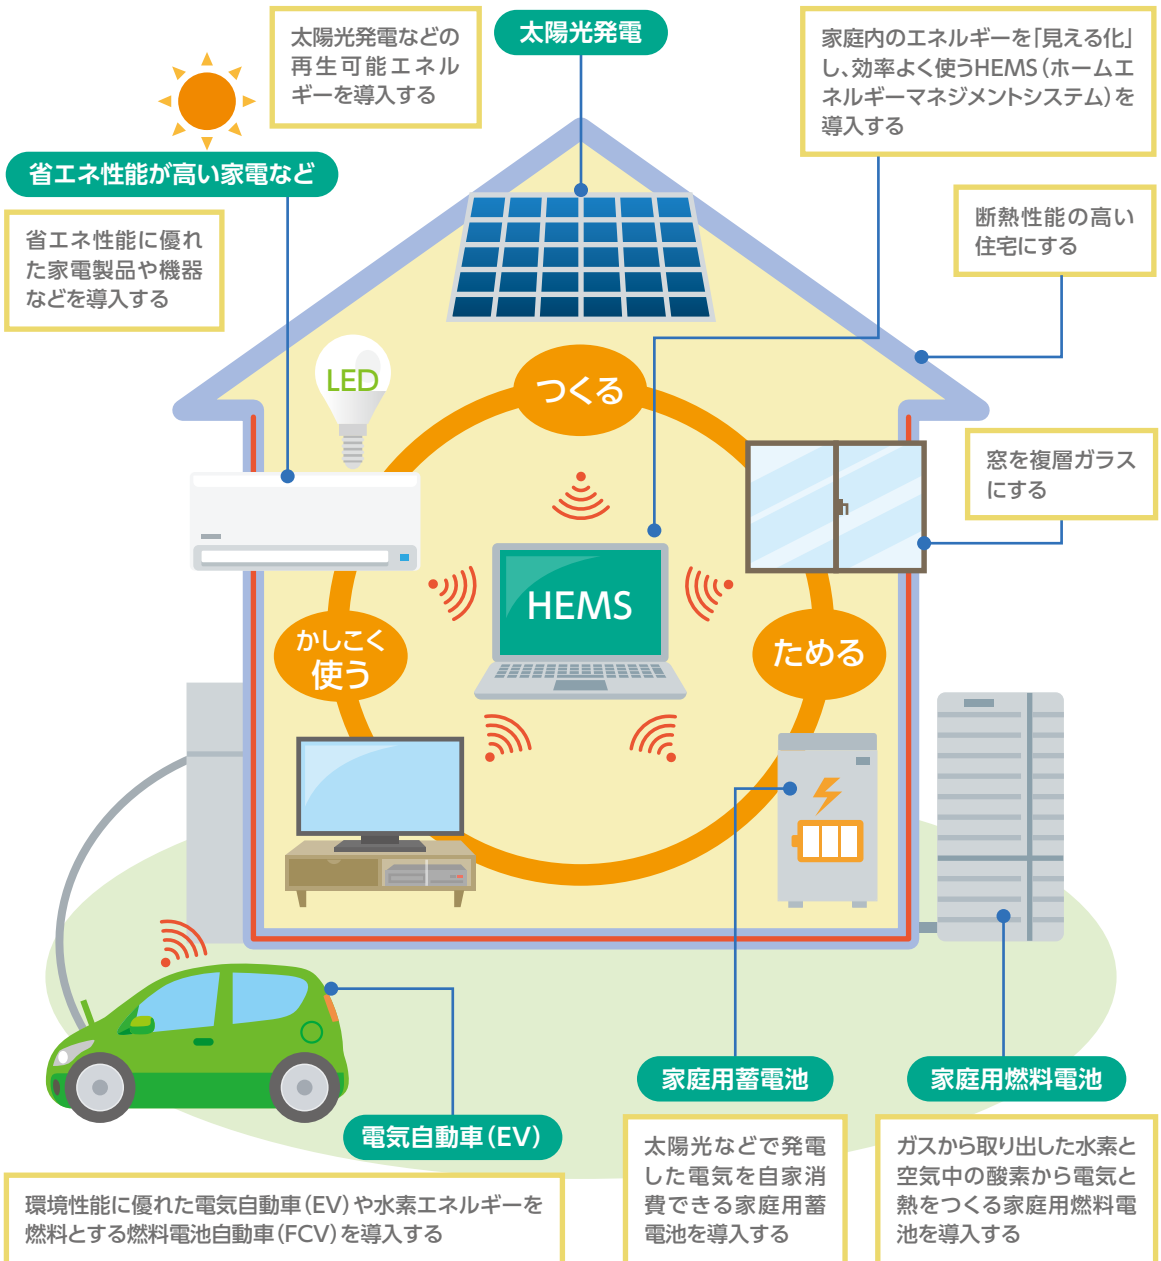 太陽光発電などの
再生可能エネル
ギーを導入する
太陽光発電
家庭内のエネルギーを「見える化」
し、効率よく使うHEMS（ホームエ
ネルギーマネジメントシステム）を
導入する
省エネ性能が高い家電など
省エネ性能に優れ
た家電製品や機器
などを導入する
断熱性能の高い
住宅にする
LED
つくる
窓を複層ガラス
にする
HEMS
かしこく
使う
ためる
家庭用蓄電池
家庭用燃料電池
電気自動車（EV）
太陽光などで発電
した電気を自家消
費できる家庭用蓄
電池を導入する
ガスから取り出した水素と
空気中の酸素から電気と
熱をつくる家庭用燃料電
池を導入する
環境性能に優れた電気自動車（EV）や水素エネルギーを
燃料とする燃料電池自動車（FCV）を導入する